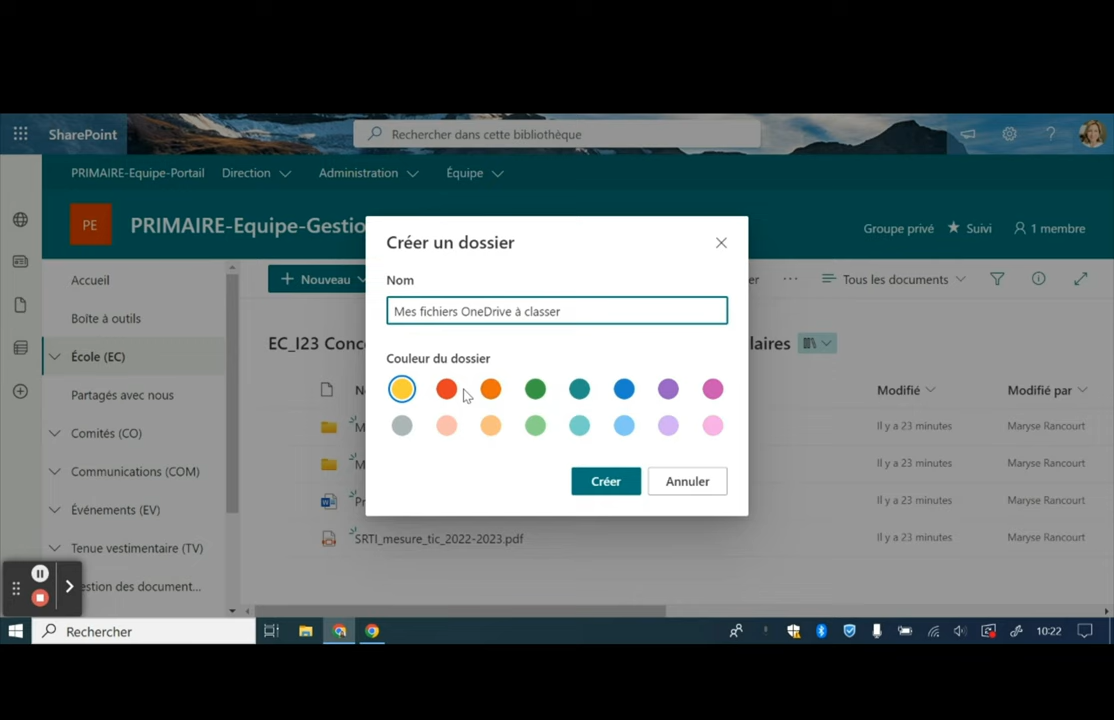 SharePoint
Rechercher dans cette bibliothèque
?
PRIMAIRE-Equipe-Portail Direction Administration Équipe
PE
PRIMAIRE-Equipe-Gestio
Groupe privé Suivi 1 membre
Accueil
Boîte à outils
École (EC)
Partagés avec nous
Comités (CO)
Communications (COM)
Événements (EV)
Tenue vestimentaire (TV)
estion des document...
+ Nouveau
er ... Tous les documents
EC_I23 Conc
laires
Modifié Modifié par
M
Il y a 23 minutes Maryse Rancourt
M
Il y a 23 minutes Maryse Rancourt
Pr
Il y a 23 minutes Maryse Rancourt
SRTI_mesure_tic_2022-2023.pdf
Il y a 23 minutes Maryse Rancourt
Créer un dossier
Nom
Mes fichiers OneDrive à classer
Couleur du dossier
Créer Annuler
Rechercher
10:22